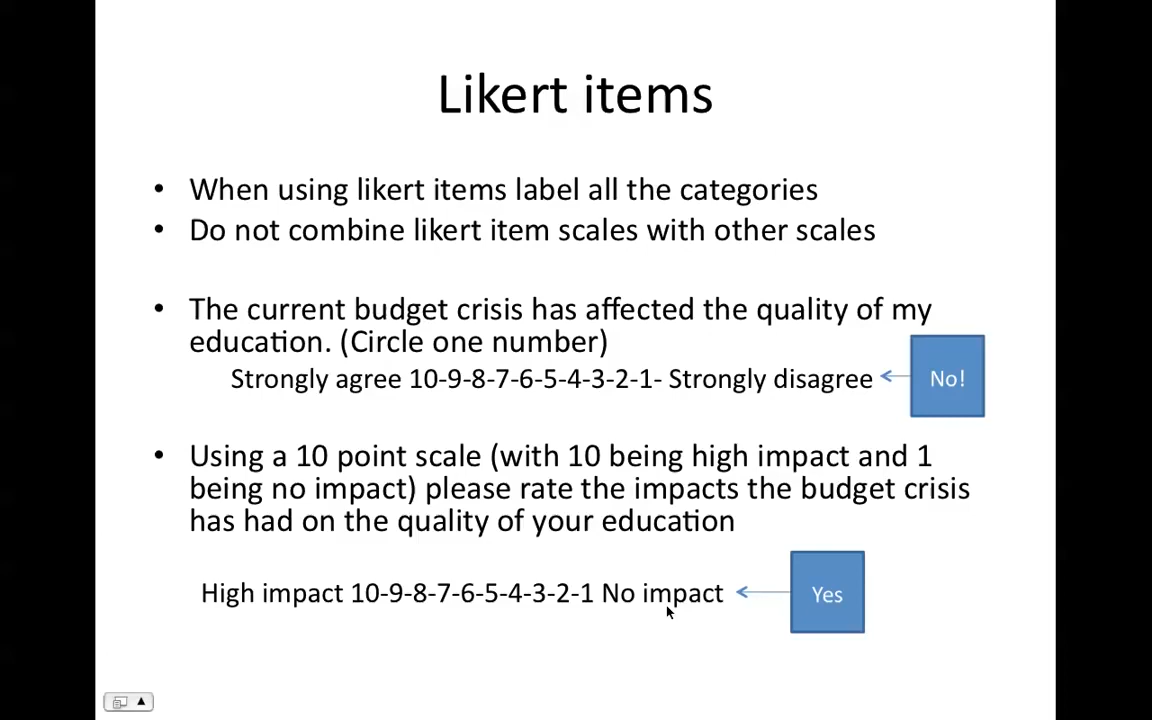 Likert items
• When using likert items label all the categories
• Do not combine likert item scales with other scales
• The current budget crisis has affected the quality of my
education. (Circle one number)
Strongly agree 10-9-8-7-6-5-4-3-2-1- Strongly disagree
No!
• Using a 10 point scale (with 10 being high impact and 1
being no impact) please rate the impacts the budget crisis
has had on the quality of your education
High impact 10-9-8-7-6-5-4-3-2-1 No impact
Yes